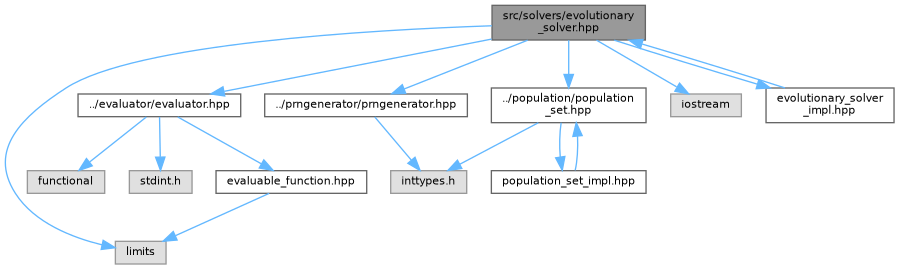 src/solvers/evolutionary
_solver.hpp
../evaluator/evaluator.hpp
../prngenerator/prngenerator.hpp
../population/population
_set.hpp
iostream
evolutionary_solver
_impl.hpp
functional
stdint.h
evaluable_function.hpp
inttypes.h
population_set_impl.hpp
limits